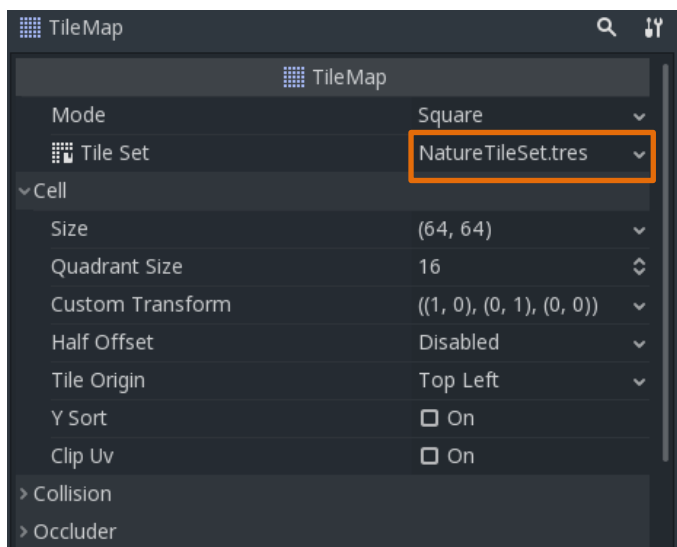 TileMap
TileMap
Mode Square
Tile Set NatureTileSet.tres
Cell
Size (64, 64)
Quadrant Size 16
Custom Transform ((1, 0), (0, 1), (0, 0))
Half Offset Disabled
Tile Origin Top Left
Y Sort On
Clip Uv On
Collision
Occluder